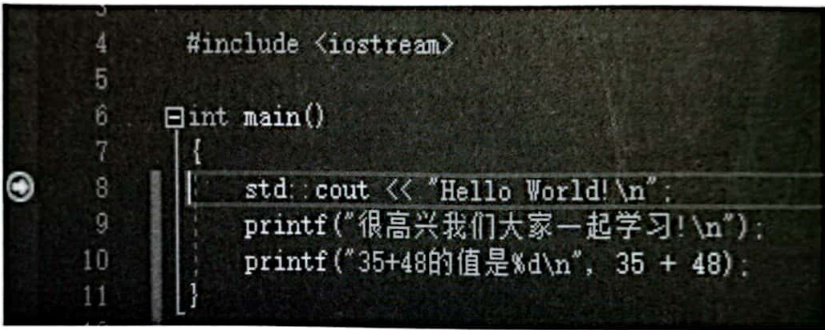 4 #include <iostream>
5
6 int main()
7 {
8 std::cout << "Hello World!\n";
9 printf("很高兴我们大家一起学习!\n");
10 printf("35+48的值是%d\n", 35 + 48);
11 }